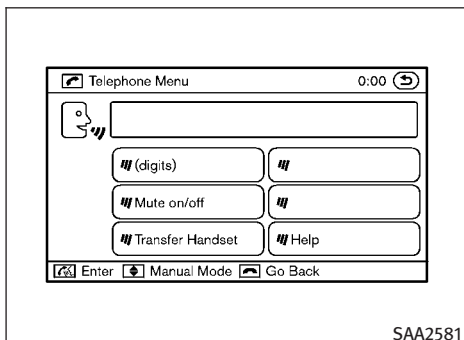 Telephone Menu 0:00
(digits)
Mute on/off
Transfer Handset Help
Enter Manual Mode Go Back
SAA2581